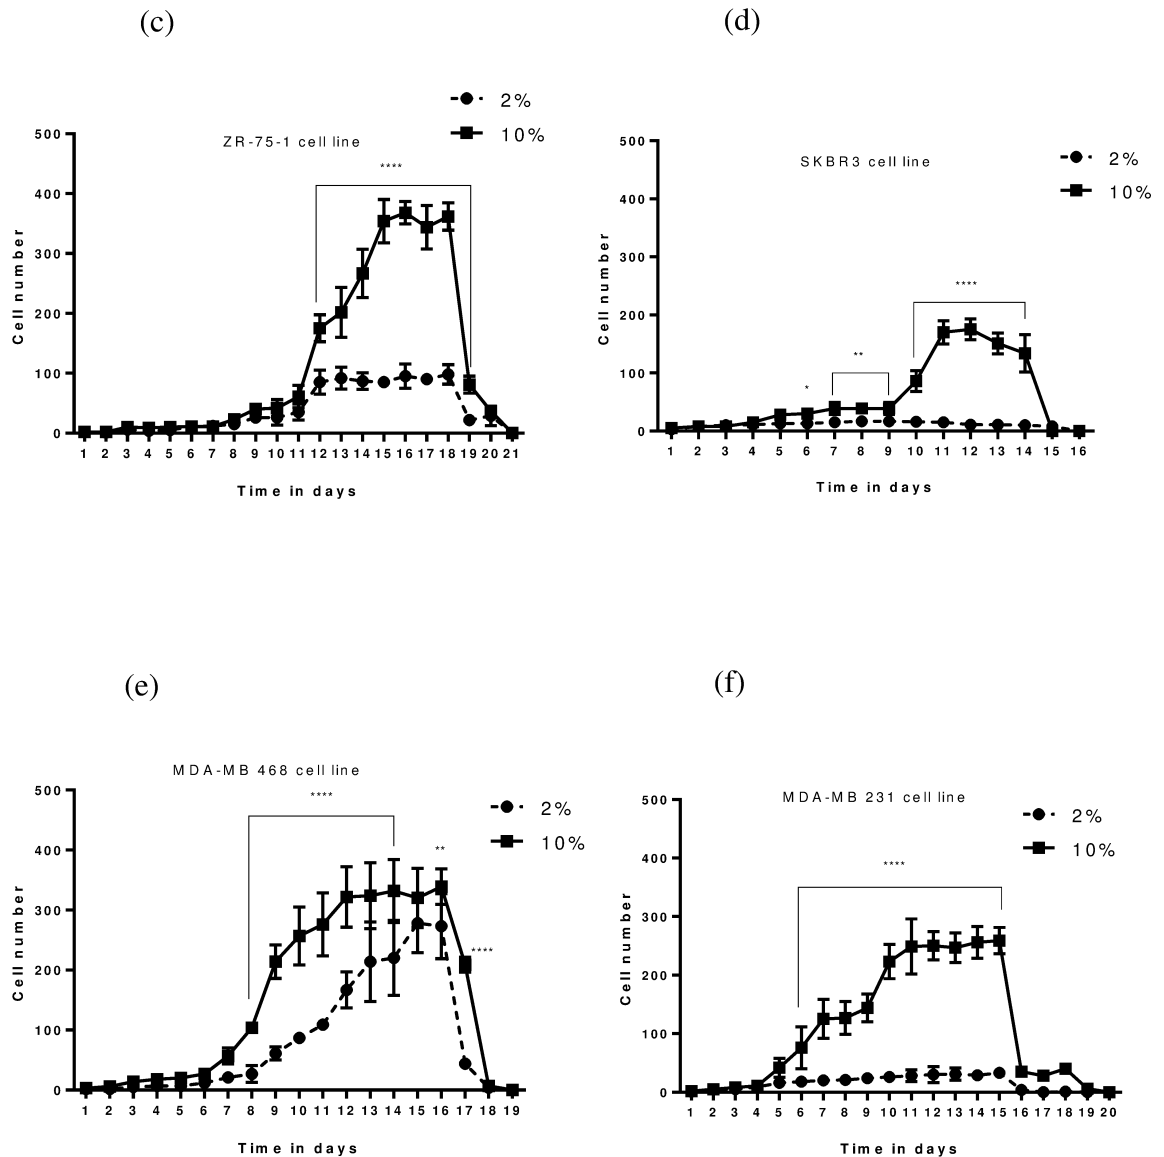 (c)
2%
10%
ZR-75-1 cell line
****
500
400
300
200
100
0
Cell number
1 2 3 4 5 6 7 8 9 10 11 12 13 14 15 16 17 18 19 20 21
Time in days
(d)
2%
10%
SKBR3 cell line
****
**
*
500
400
300
200
100
0
Cell number
1 2 3 4 5 6 7 8 9 10 11 12 13 14 15 16
Time in days
(e)
MDA-MB 468 cell line
****
2%
10%
**
****
500
400
300
200
100
0
Cell number
1 2 3 4 5 6 7 8 9 10 11 12 13 14 15 16 17 18 19
Time in days
(f)
MDA-MB 231 cell line
2%
10%
****
500
400
300
200
100
0
Cell number
1 2 3 4 5 6 7 8 9 10 11 12 13 14 15 16 17 18 19 20
Time in days